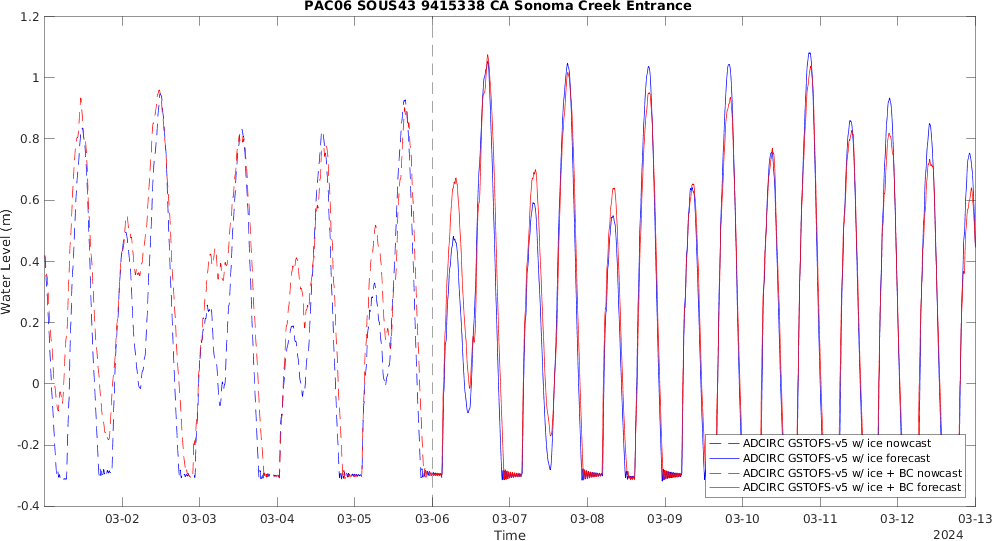 PAC06 SOUS43 9415338 CA Sonoma Creek Entrance
Water Level (m)
1.2
1
0.8
0.6
0.4
0.2
0
-0.2
-0.4
ADCIRC GSTOFS-v5 w/ ice nowcast
ADCIRC GSTOFS-v5 w/ ice forecast
ADCIRC GSTOFS-v5 w/ ice + BC nowcast
ADCIRC GSTOFS-v5 w/ ice + BC forecast
03-02 03-03 03-04 03-05 03-06 03-07 03-08 03-09 03-10 03-11 03-12 03-13
Time
2024